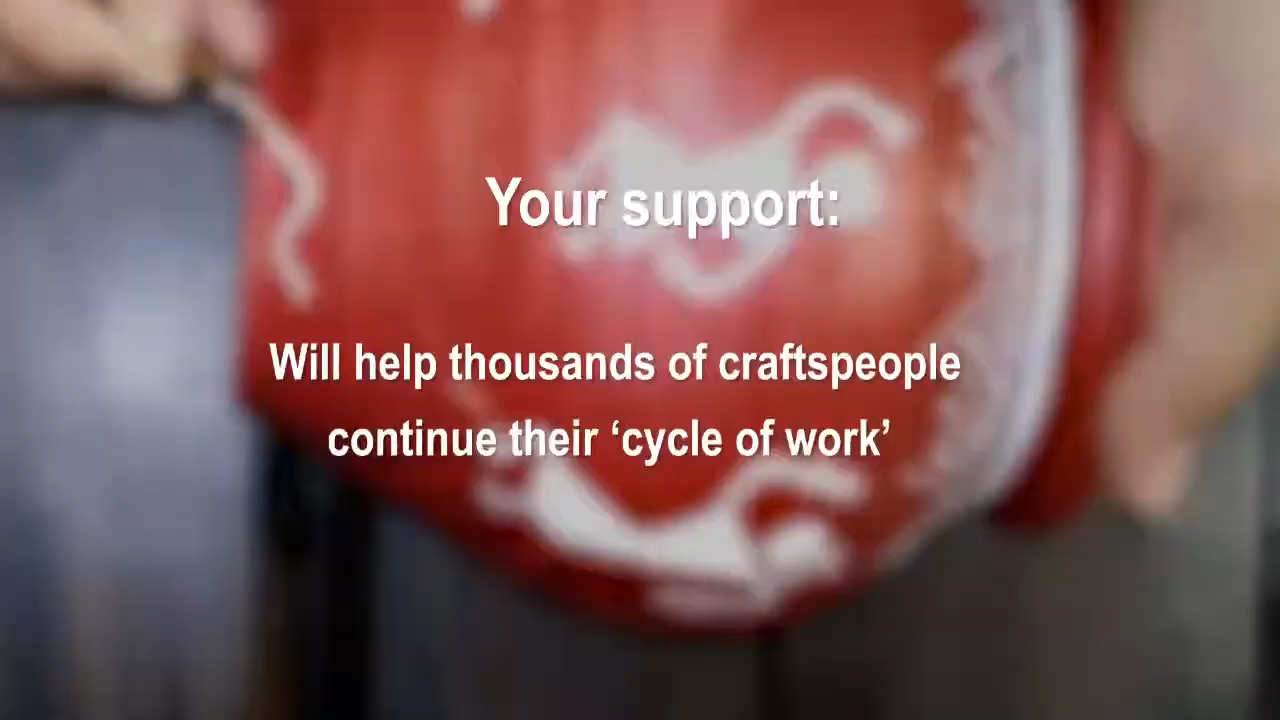 Your support:
Will help thousands of craftspeople
continue their ‘cycle of work’